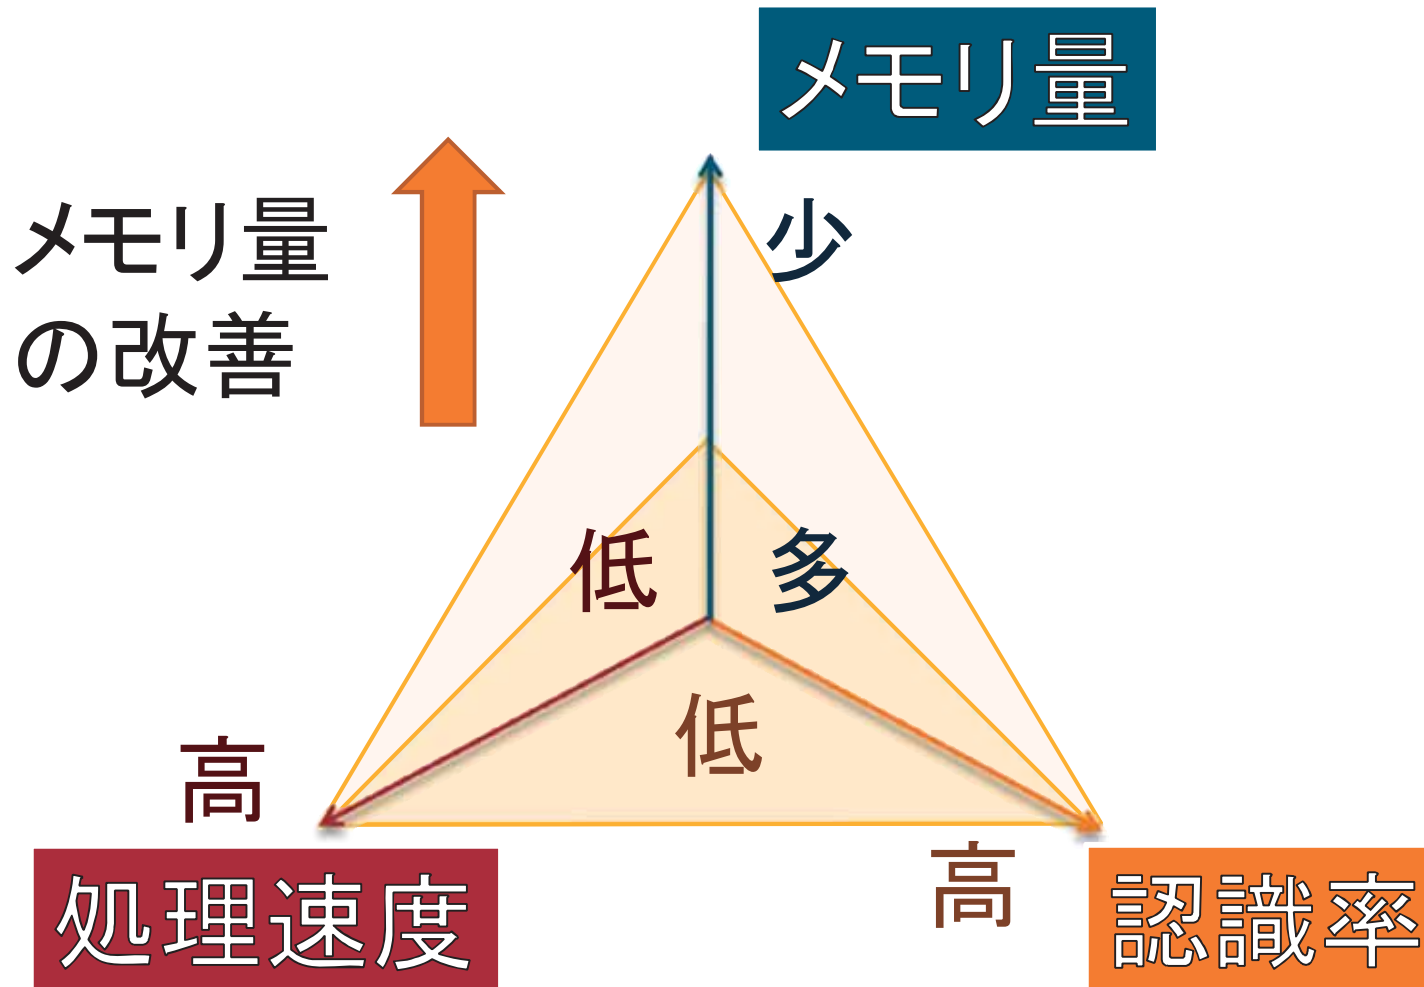 メモリ量
少
メモリ量
の改善
低
多
低
高
高
処理速度
認識率